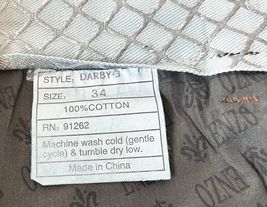 STYLE: DARBY-3
SIZE: 34
100%COTTON
RN: 91262
Machine wash cold (gentle
cycle) & tumble dry low.
Made in China